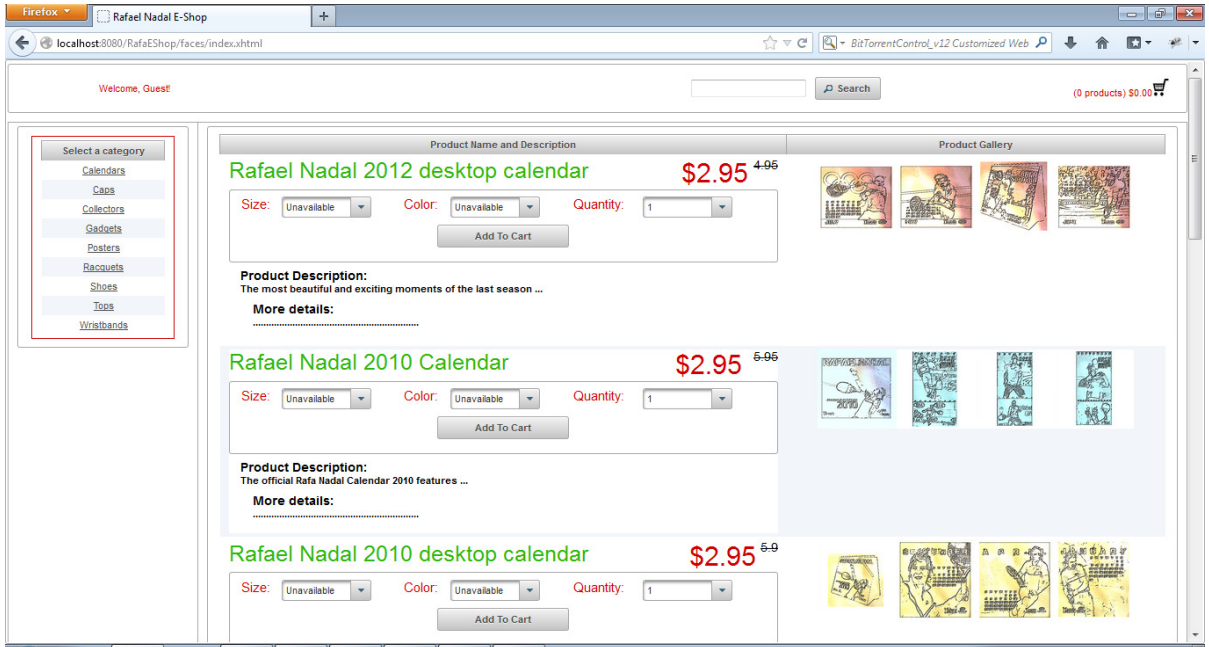 Firefox
Rafael Nadal E-Shop
localhost:8080/RafaEShop/faces/index.xhtml
BitTorrentControl_v12 Customized Web
Welcome, Guest!
Search
(0 products) $0.00
Select a category
Calendars
Caps
Collectors
Gadgets
Posters
Racquets
Shoes
Tops
Wristbands
Product Name and Description
Product Gallery
Rafael Nadal 2012 desktop calendar
$2.95 4.95
Size: Unavailable Color: Unavailable Quantity: 1
Add To Cart
Product Description:
The most beautiful and exciting moments of the last season ...
More details:
Rafael Nadal 2010 Calendar
$2.95 5.95
Size: Unavailable Color: Unavailable Quantity: 1
Add To Cart
Product Description:
The official Rafa Nadal Calendar 2010 features ...
More details:
RAFAEL NADAL
2010
Rafael Nadal 2010 desktop calendar
$2.95 5.9
Size: Unavailable Color: Unavailable Quantity: 1
Add To Cart